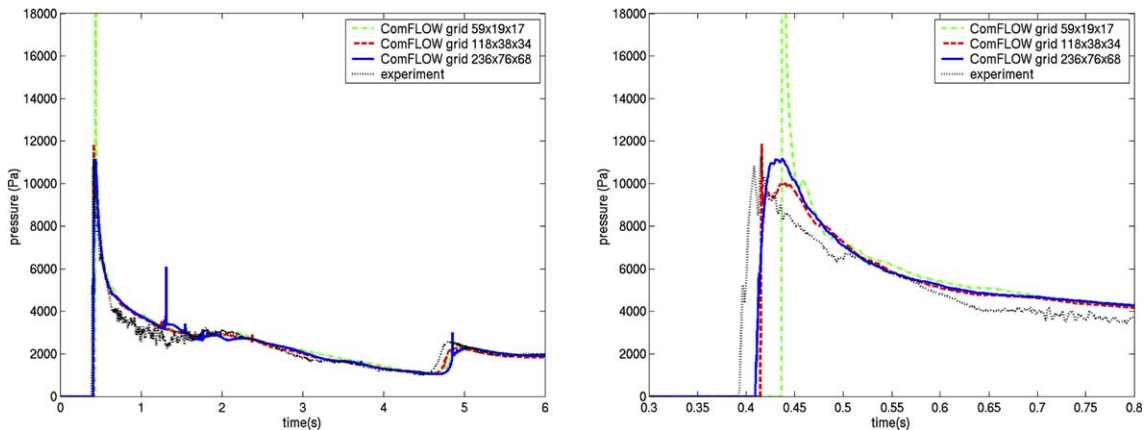 18000
16000
14000
12000
10000
8000
6000
4000
2000
0
pressure (Pa)
0 1 2 3 4 5 6
time(s)
ComFLOW grid 59x19x17
ComFLOW grid 118x38x34
ComFLOW grid 236x76x68
experiment
18000
16000
14000
12000
10000
8000
6000
4000
2000
0
pressure (Pa)
0.3 0.35 0.4 0.45 0.5 0.55 0.6 0.65 0.7 0.75 0.8
time(s)
ComFLOW grid 59x19x17
ComFLOW grid 118x38x34
ComFLOW grid 236x76x68
experiment